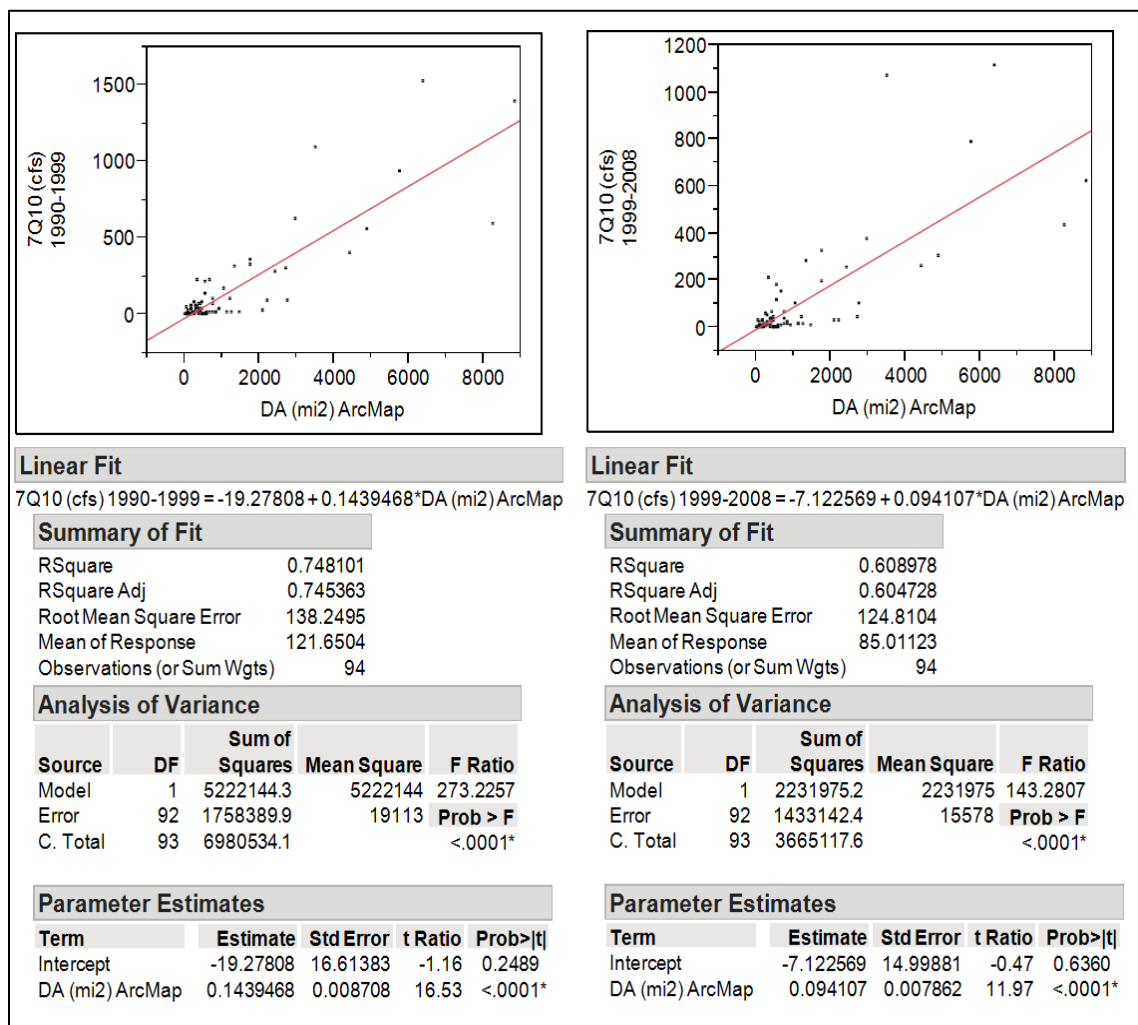 1500
1000
500
0
7Q10 (cfs)
1990-1999
0 2000 4000 6000 8000
DA (mi2) ArcMap
Linear Fit
7Q10 (cfs) 1990-1999 = -19.27808 + 0.1439468*DA (mi2) ArcMap
Summary of Fit
RSquare 0.748101
RSquare Adj 0.745363
Root Mean Square Error 138.2495
Mean of Response 121.6504
Observations (or Sum Wgts) 94
Analysis of Variance
Sum of
Source DF Squares Mean Square F Ratio
Model 1 5222144.3 5222144 273.2257
Error 92 1758389.9 19113 Prob > F
C. Total 93 6980534.1 <.0001*
Parameter Estimates
Term Estimate Std Error t Ratio Prob>|t|
Intercept -19.27808 16.61383 -1.16 0.2489
DA (mi2) ArcMap 0.1439468 0.008708 16.53 <.0001*
1200
1000
800
600
400
200
0
7Q10 (cfs)
1999-2008
0 2000 4000 6000 8000
DA (mi2) ArcMap
Linear Fit
7Q10 (cfs) 1999-2008 = -7.122569 + 0.094107*DA (mi2) ArcMap
Summary of Fit
RSquare 0.608978
RSquare Adj 0.604728
Root Mean Square Error 124.8104
Mean of Response 85.01123
Observations (or Sum Wgts) 94
Analysis of Variance
Sum of
Source DF Squares Mean Square F Ratio
Model 1 2231975.2 2231975 143.2807
Error 92 1433142.4 15578 Prob > F
C. Total 93 3665117.6 <.0001*
Parameter Estimates
Term Estimate Std Error t Ratio Prob>|t|
Intercept -7.122569 14.99881 -0.47 0.6360
DA (mi2) ArcMap 0.094107 0.007862 11.97 <.0001*